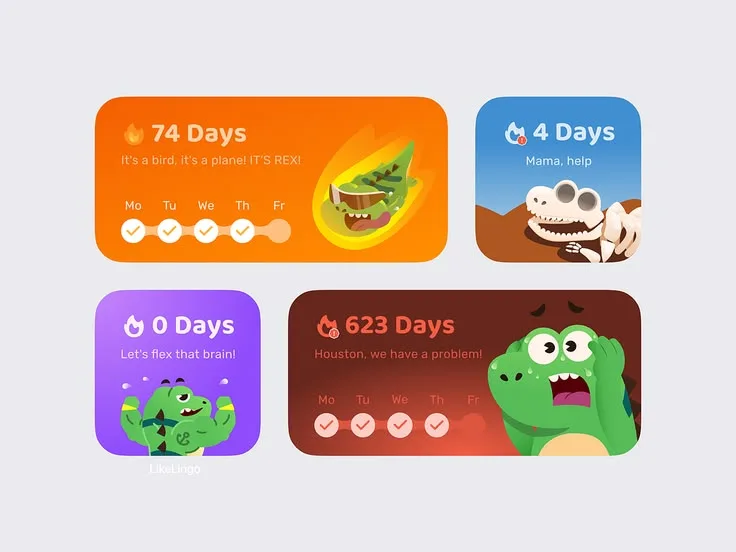 74 Days
It's a bird, it's a plane! IT'S REX!
Mo Tu We Th Fr
4 Days
Mama, help
0 Days
Let's flex that brain!
LikeLingo
623 Days
Houston, we have a problem!
Mo Tu We Th Fr